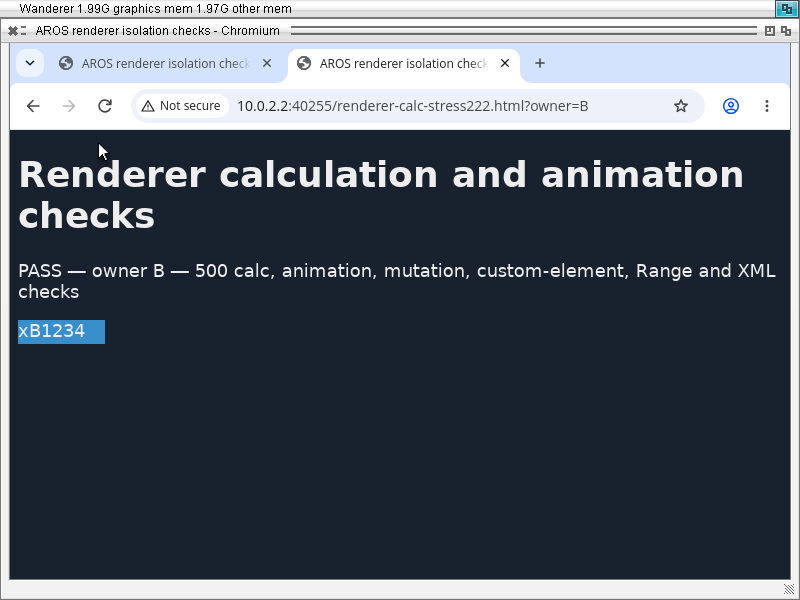 Wanderer 1.99G graphics mem 1.97G other mem
AROS renderer isolation checks - Chromium
AROS renderer isolation check
AROS renderer isolation check
Not secure
10.0.2.2:40255/renderer-calc-stress222.html?owner=B
Renderer calculation and animation
checks
PASS — owner B — 500 calc, animation, mutation, custom-element, Range and XML
checks
xB1234